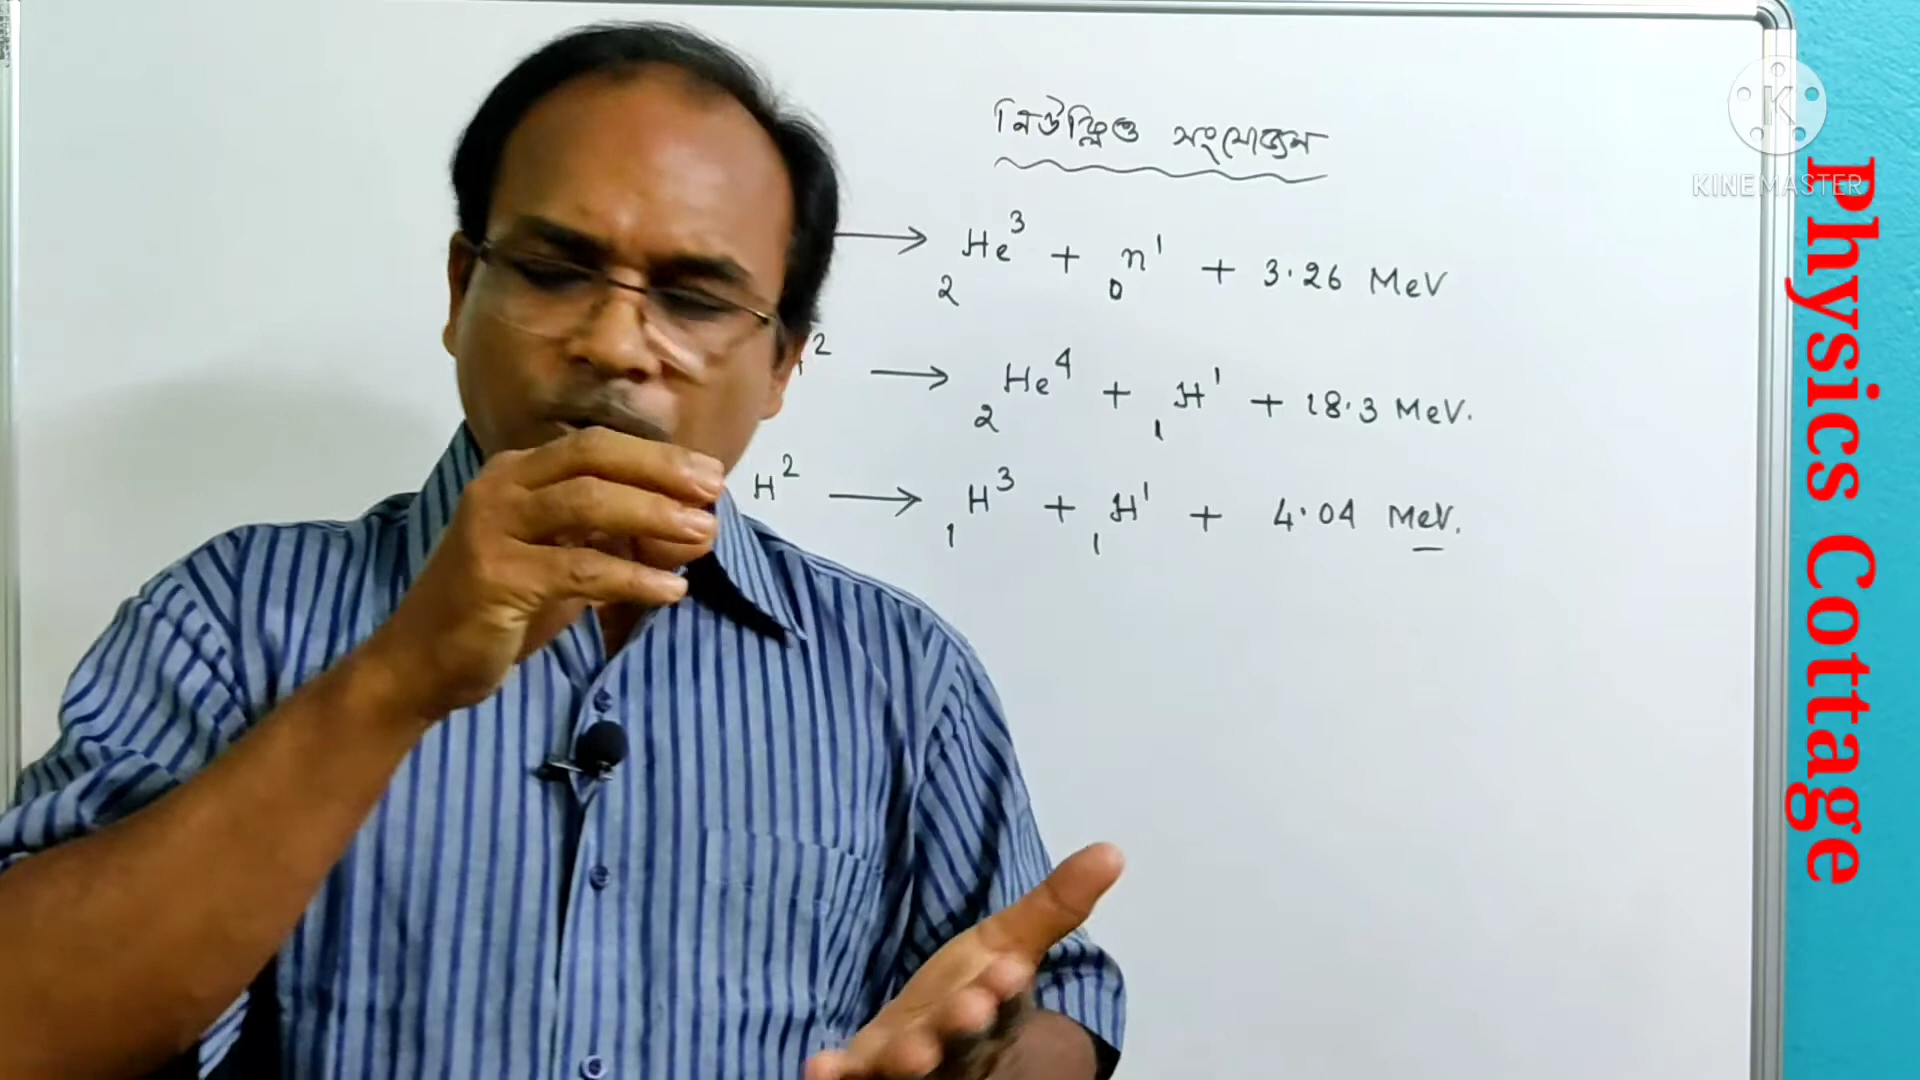 নিউক্লিও সংযোজন
→ ₂He³ + ₀n¹ + 3.26 MeV
² → ₂He⁴ + ₁H¹ + 18.3 MeV.
H² → ₁H³ + ₁H¹ + 4.04 MeV.
KINEMASTER
Physics Cottage